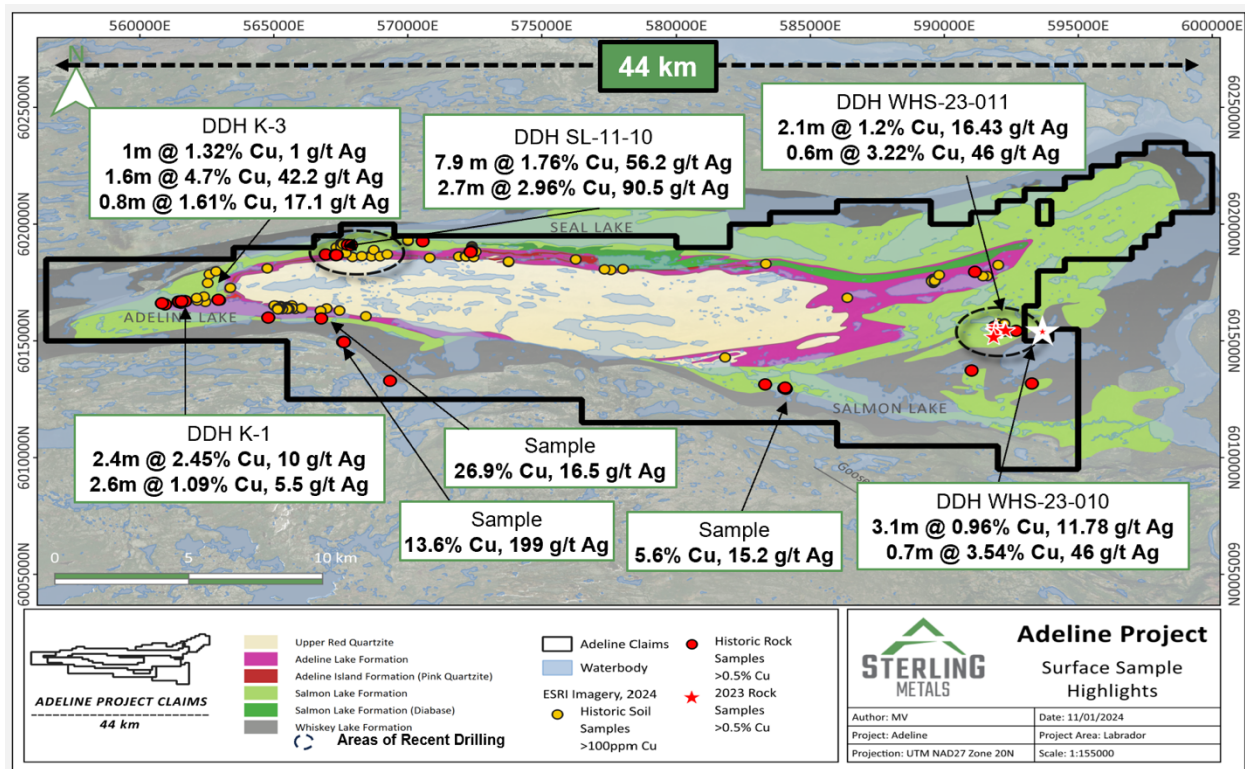 560000E 565000E 570000E 580000E 585000E 590000E 595000E 600000E
N
44 km
6025000N
6020000N
6015000N
6010000N
6005000N
6025000N
6020000N
6015000N
6010000N
6005000N
DDH K-3
1m @ 1.32% Cu, 1 g/t Ag
1.6m @ 4.7% Cu, 42.2 g/t Ag
0.8m @ 1.61% Cu, 17.1 g/t Ag
DDH SL-11-10
7.9 m @ 1.76% Cu, 56.2 g/t Ag
2.7m @ 2.96% Cu, 90.5 g/t Ag
DDH WHS-23-011
2.1m @ 1.2% Cu, 16.43 g/t Ag
0.6m @ 3.22% Cu, 46 g/t Ag
SEAL LAKE
ADELINE LAKE
SALMON LAKE
DDH K-1
2.4m @ 2.45% Cu, 10 g/t Ag
2.6m @ 1.09% Cu, 5.5 g/t Ag
Sample
26.9% Cu, 16.5 g/t Ag
Sample
13.6% Cu, 199 g/t Ag
Sample
5.6% Cu, 15.2 g/t Ag
DDH WHS-23-010
3.1m @ 0.96% Cu, 11.78 g/t Ag
0.7m @ 3.54% Cu, 46 g/t Ag
0 5 10 km
ADELINE PROJECT CLAIMS
44 km
Upper Red Quartzite
Adeline Lake Formation
Adeline Island Formation (Pink Quartzite)
Salmon Lake Formation
Salmon Lake Formation (Diabase)
Whiskey Lake Formation
Areas of Recent Drilling
Adeline Claims
Waterbody
ESRI Imagery, 2024
Historic Soil
Samples
>100ppm Cu
Historic Rock
Samples
>0.5% Cu
2023 Rock
Samples
>0.5% Cu
STERLING
METALS
Adeline Project
Surface Sample
Highlights
Author: MV
Date: 11/01/2024
Project: Adeline
Project Area: Labrador
Projection: UTM NAD27 Zone 20N
Scale: 1:155000